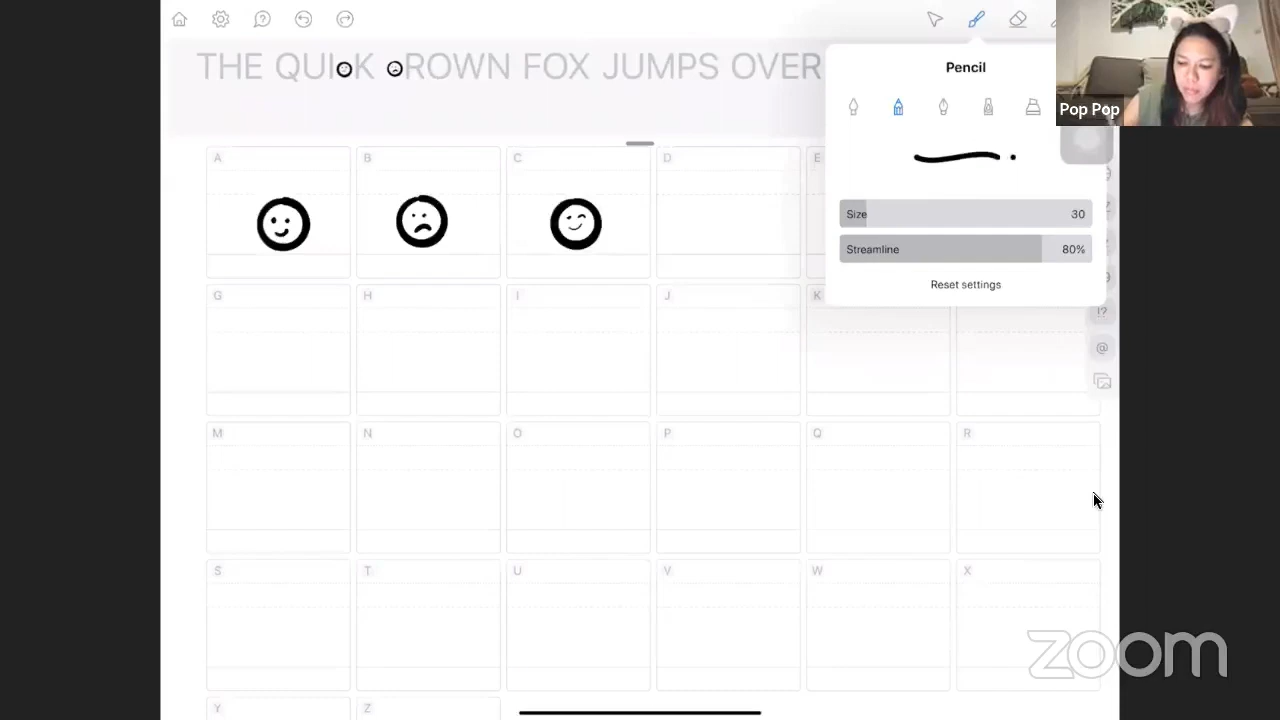 THE QUI K ROWN FOX JUMPS OVER
Pencil
Pop Pop
Size 30
Streamline 80%
Reset settings
A B C D E
G H I J K
!?
@
M N O P Q R
S T U V W X
Y Z
zoom